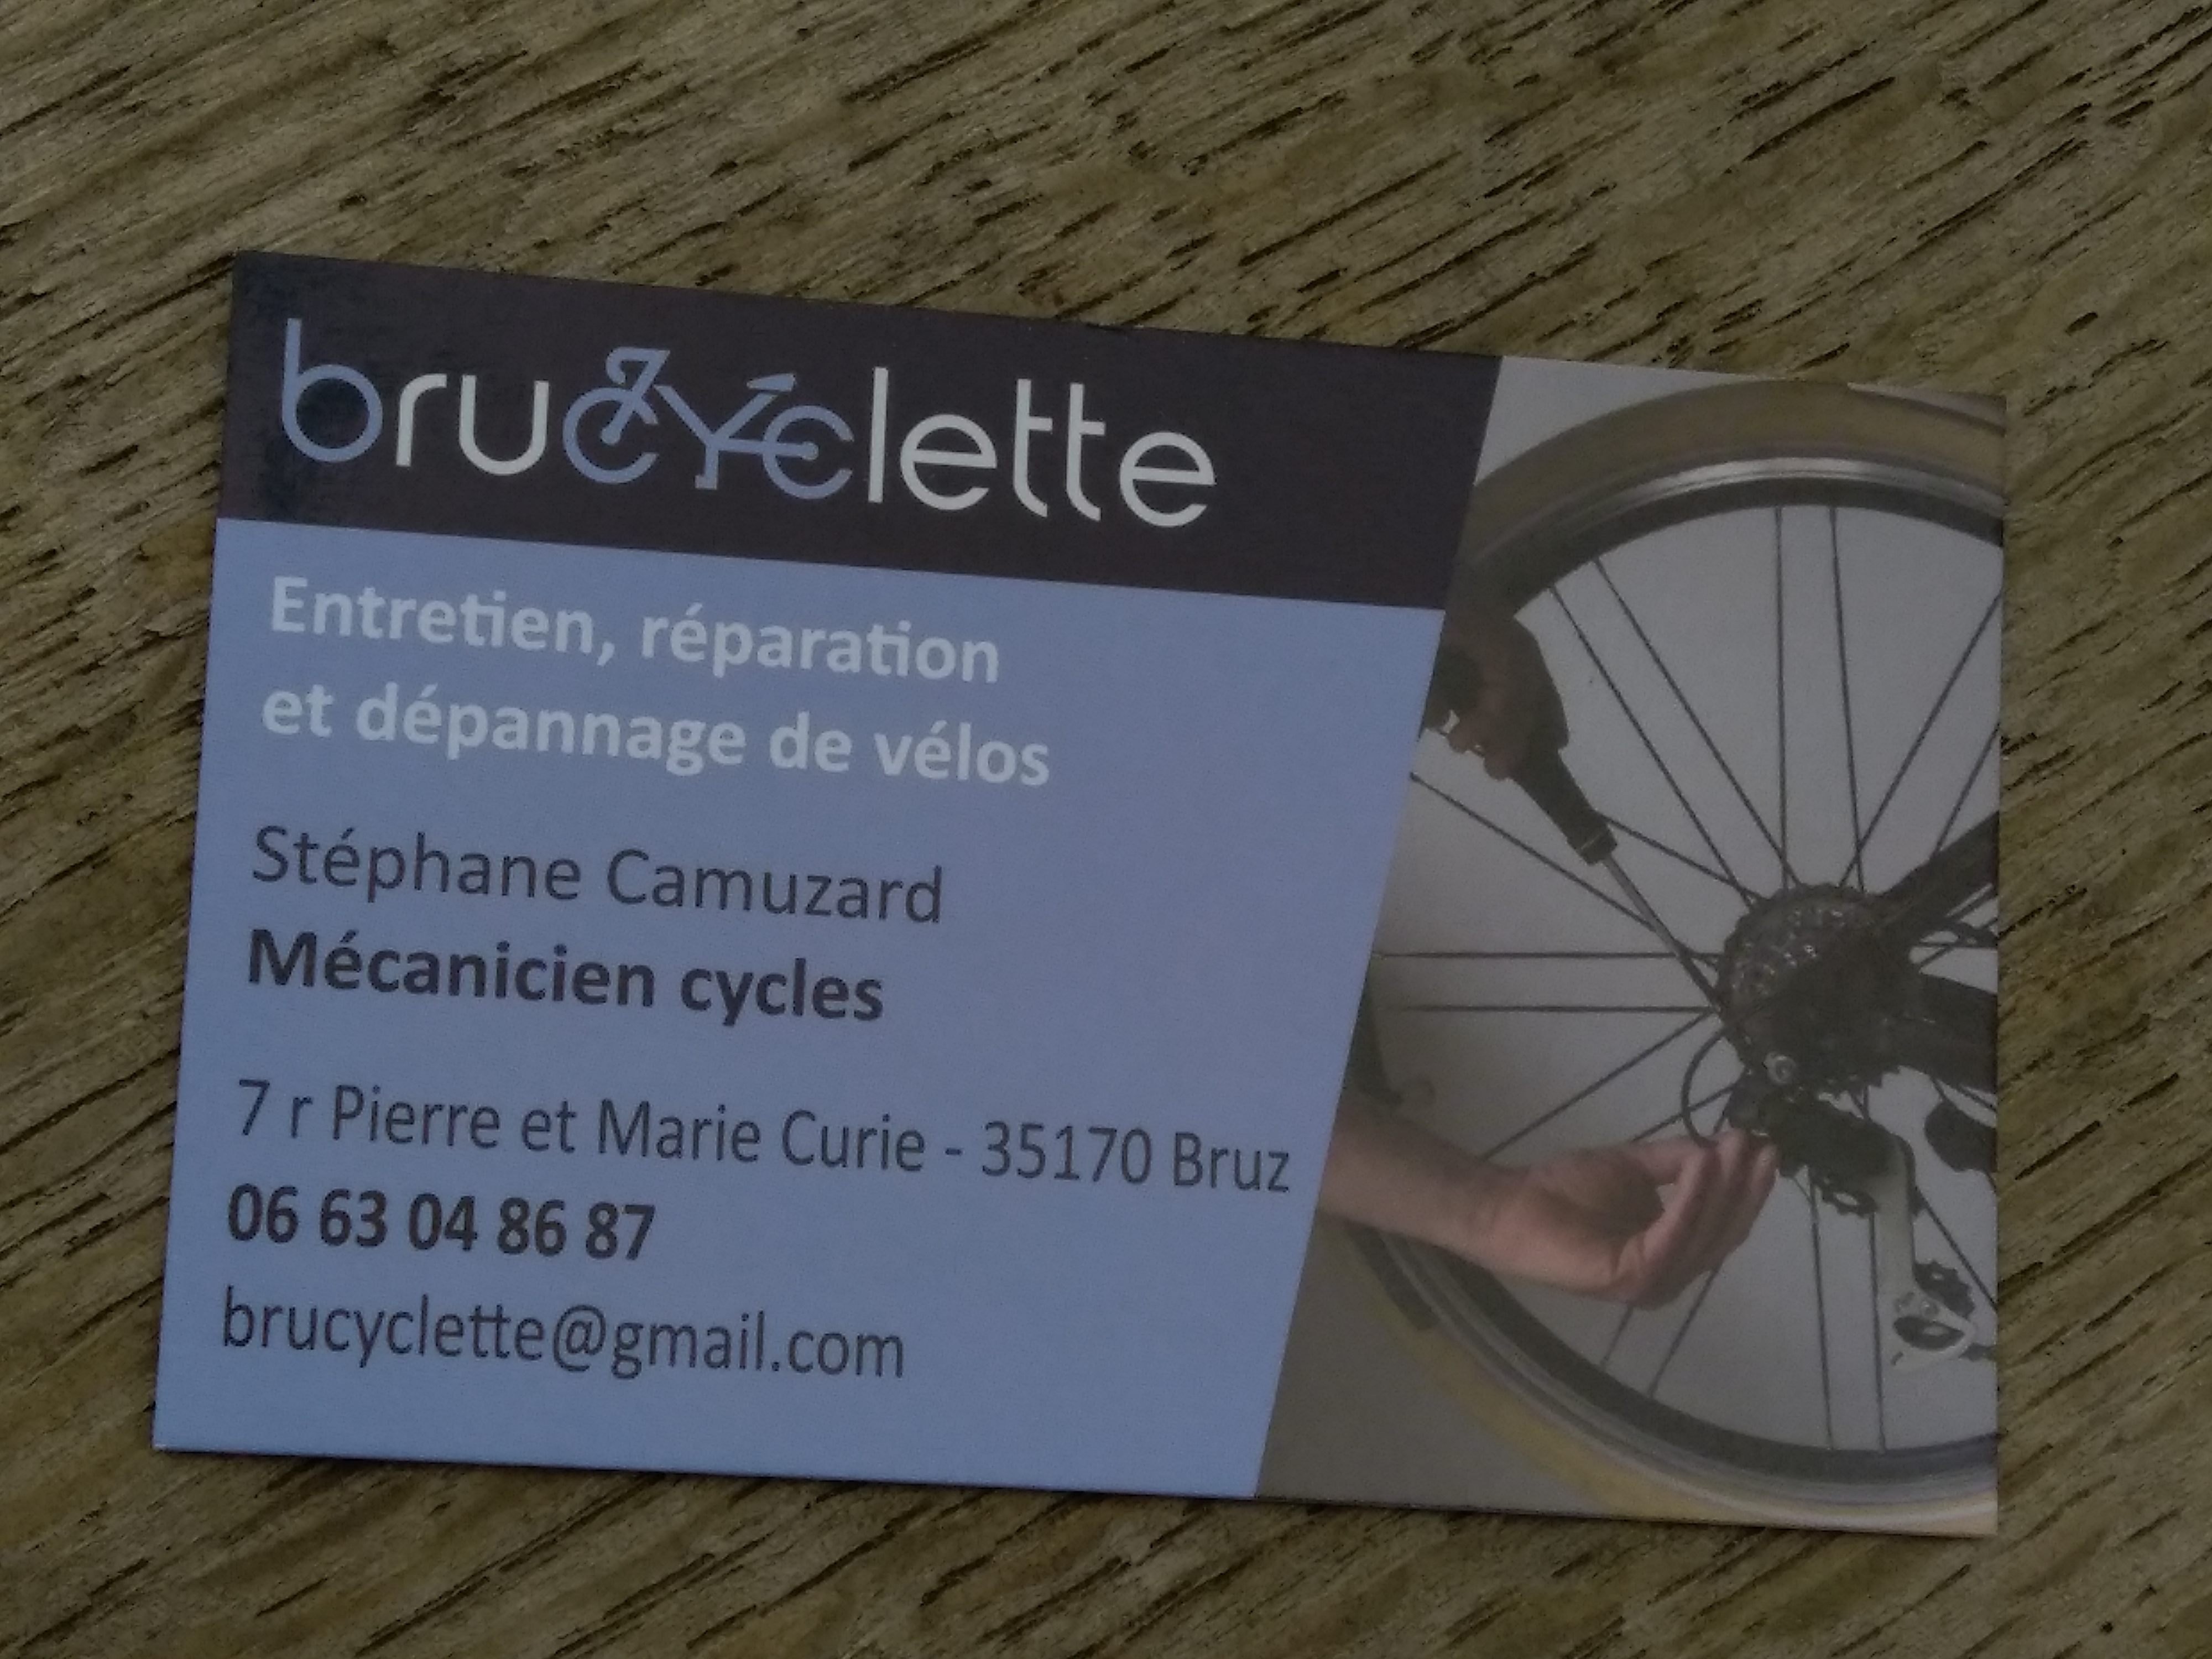 brucyclette
Entretien, réparation
et dépannage de vélos
Stéphane Camuzard
Mécanicien cycles
7 r Pierre et Marie Curie - 35170 Bruz
06 63 04 86 87
brucyclette@gmail.com